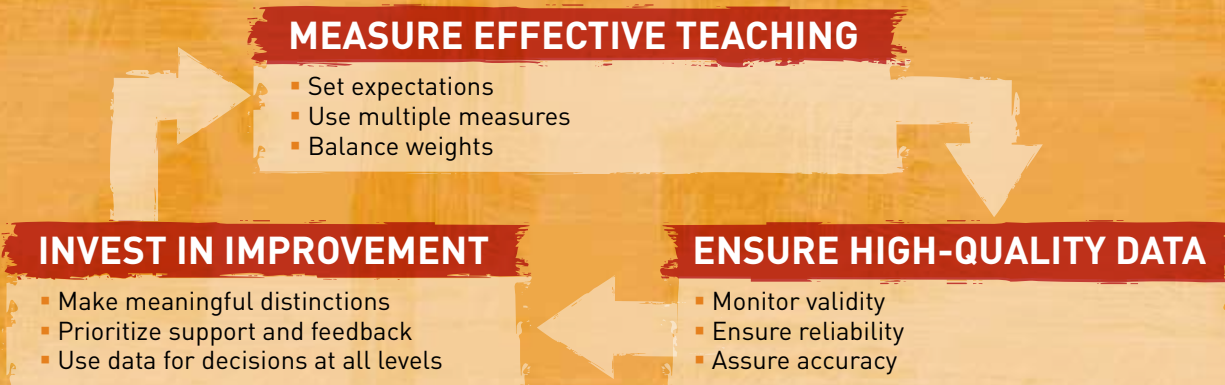 MEASURE EFFECTIVE TEACHING
▪ Set expectations
▪ Use multiple measures
▪ Balance weights
INVEST IN IMPROVEMENT
▪ Make meaningful distinctions
▪ Prioritize support and feedback
▪ Use data for decisions at all levels
ENSURE HIGH-QUALITY DATA
▪ Monitor validity
▪ Ensure reliability
▪ Assure accuracy